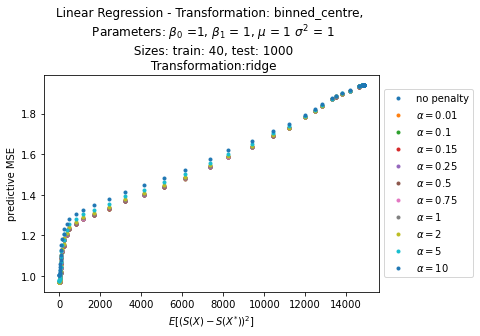 Linear Regression - Transformation: binned_centre,
Parameters: β₀ =1, β₁ = 1, μ = 1 σ² = 1
Sizes: train: 40, test: 1000
Transformation:ridge
predictive MSE
1.8
1.6
1.4
1.2
1.0
0 2000 4000 6000 8000 10000 12000 14000
E[(S(X) − S(X*))²]
no penalty
α = 0.01
α = 0.1
α = 0.15
α = 0.25
α = 0.5
α = 0.75
α = 1
α = 2
α = 5
α = 10